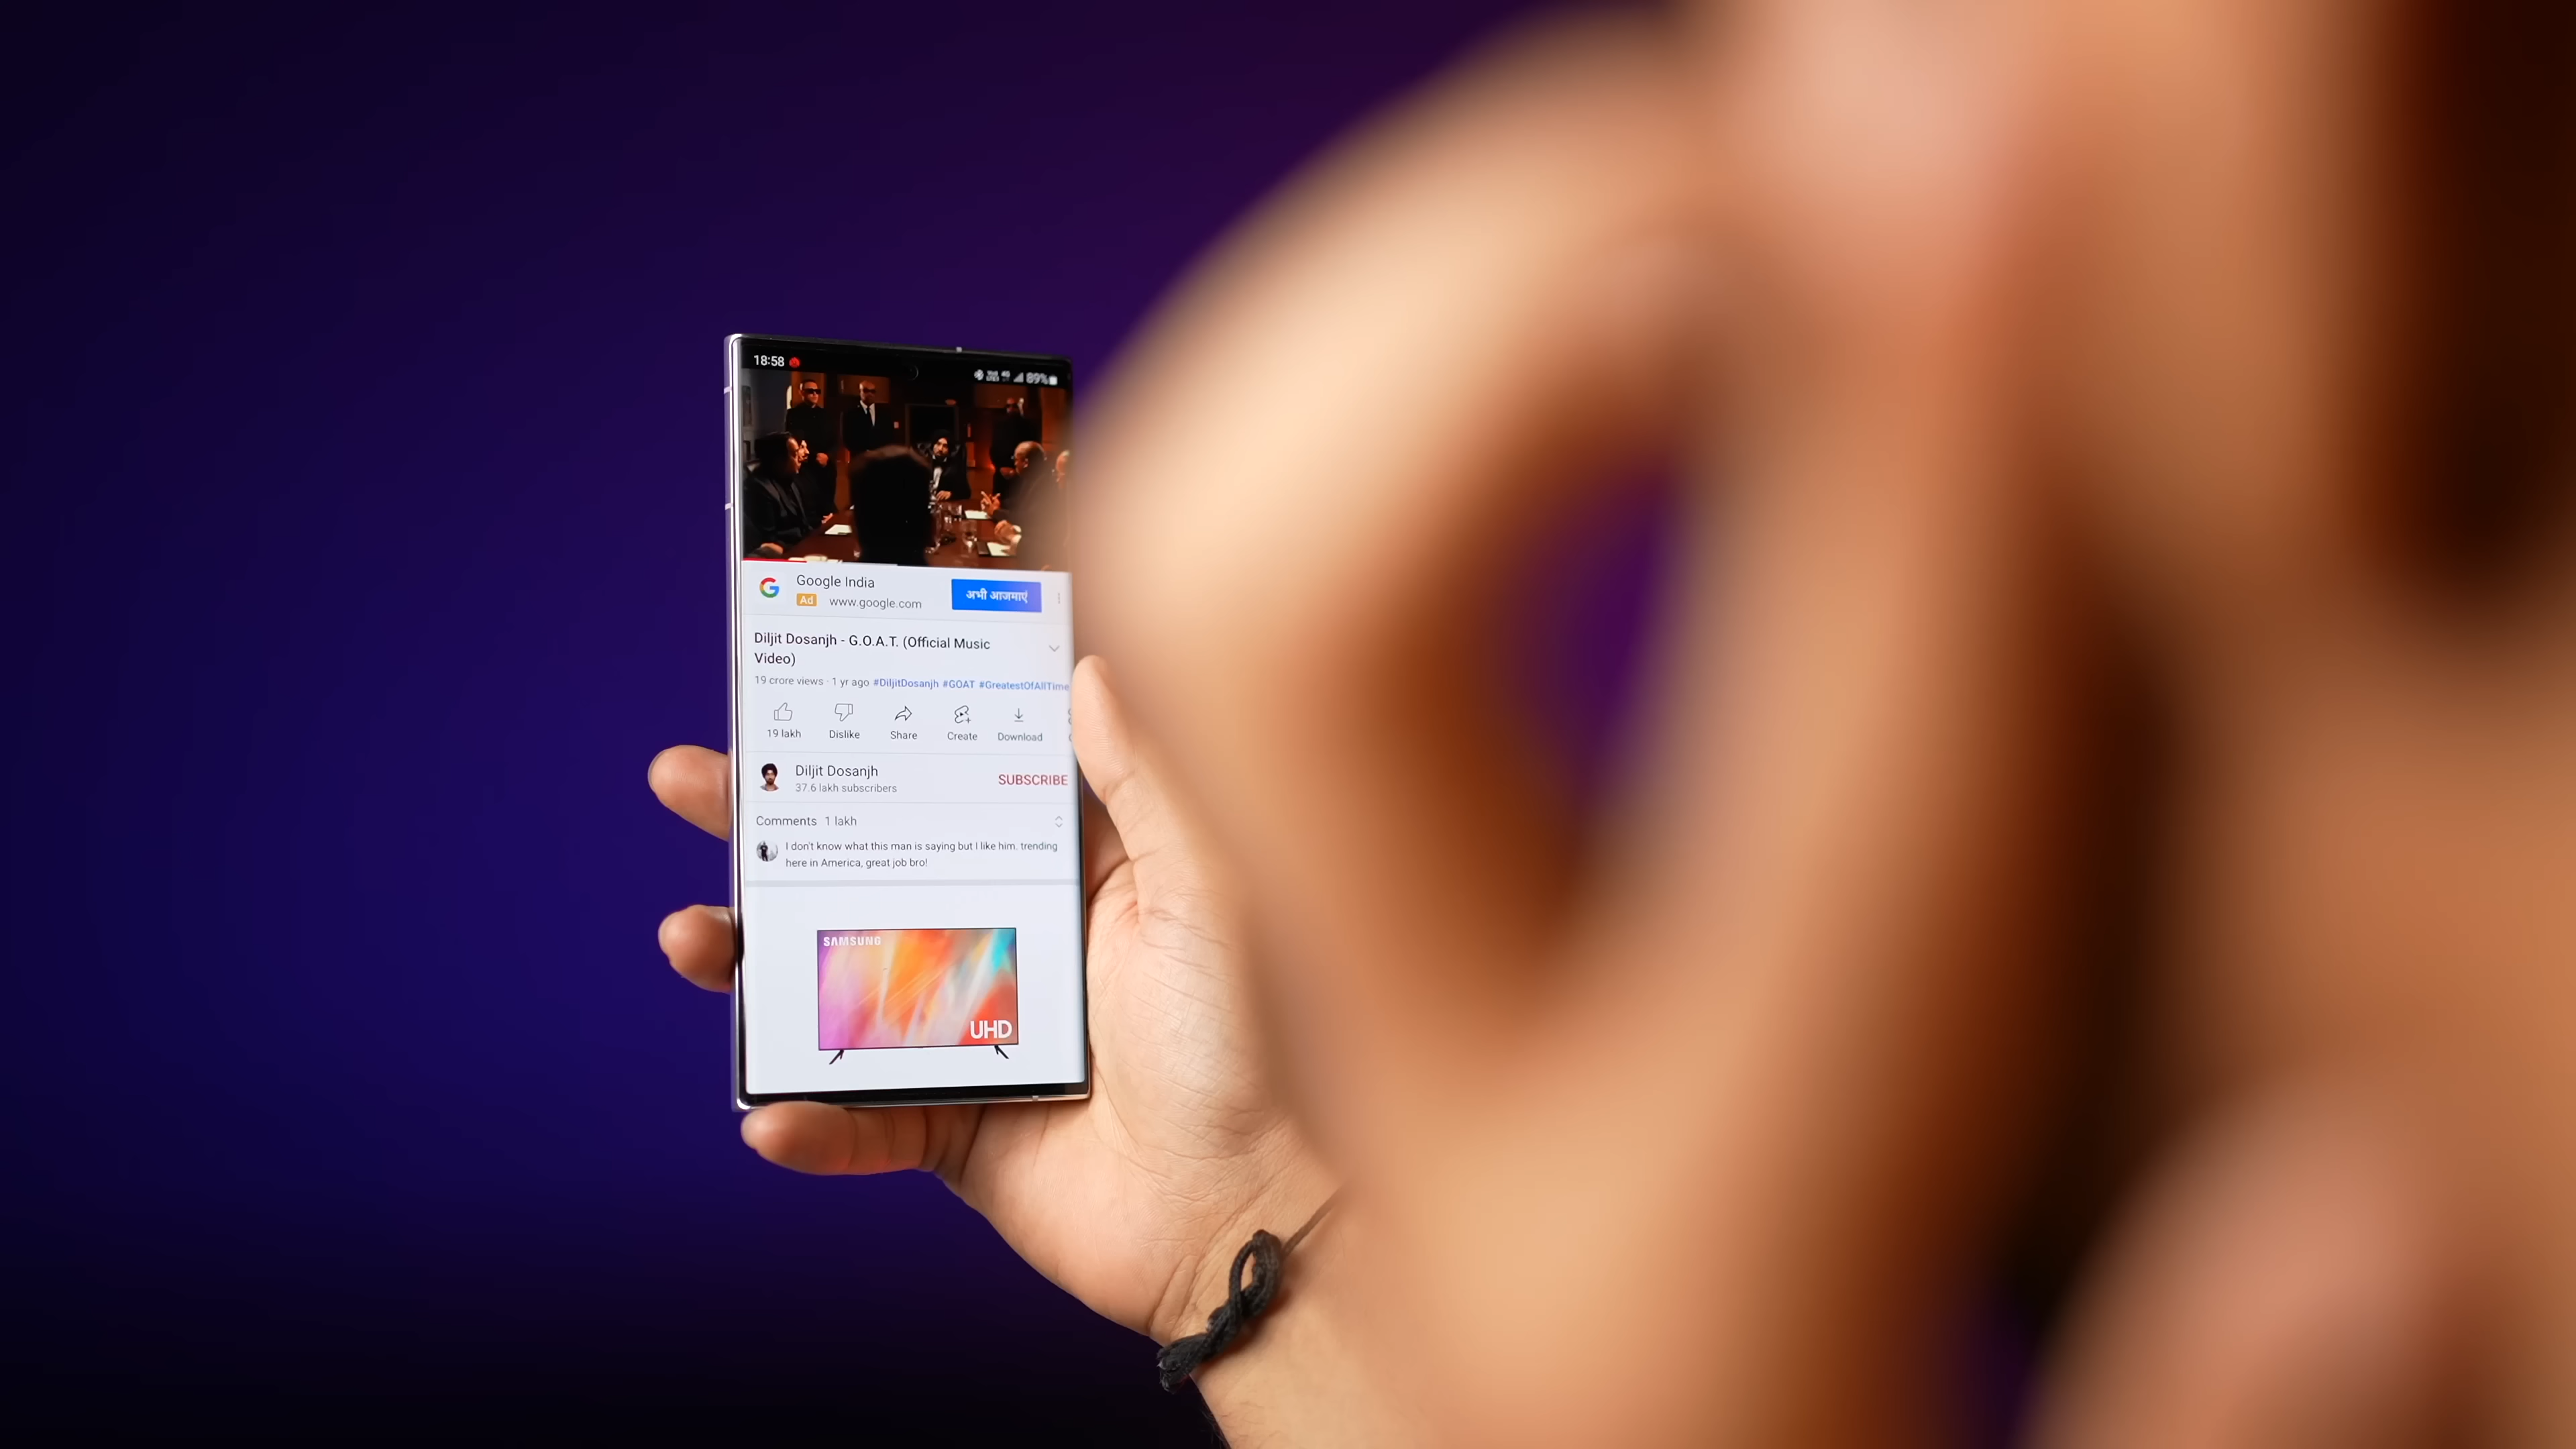 18:58
89%
Google India
अभी आजमाएं
Ad www.google.com
Diljit Dosanjh - G.O.A.T. (Official Music
Video)
19 crore views · 1 yr ago #DiljitDosanjh #GOAT #GreatestOfAllTime
19 lakh Dislike Share Create Download
Diljit Dosanjh
37.6 lakh subscribers
SUBSCRIBE
Comments 1 lakh
I don't know what this man is saying but I like him. trending
here in America, great job bro!
SAMSUNG
UHD